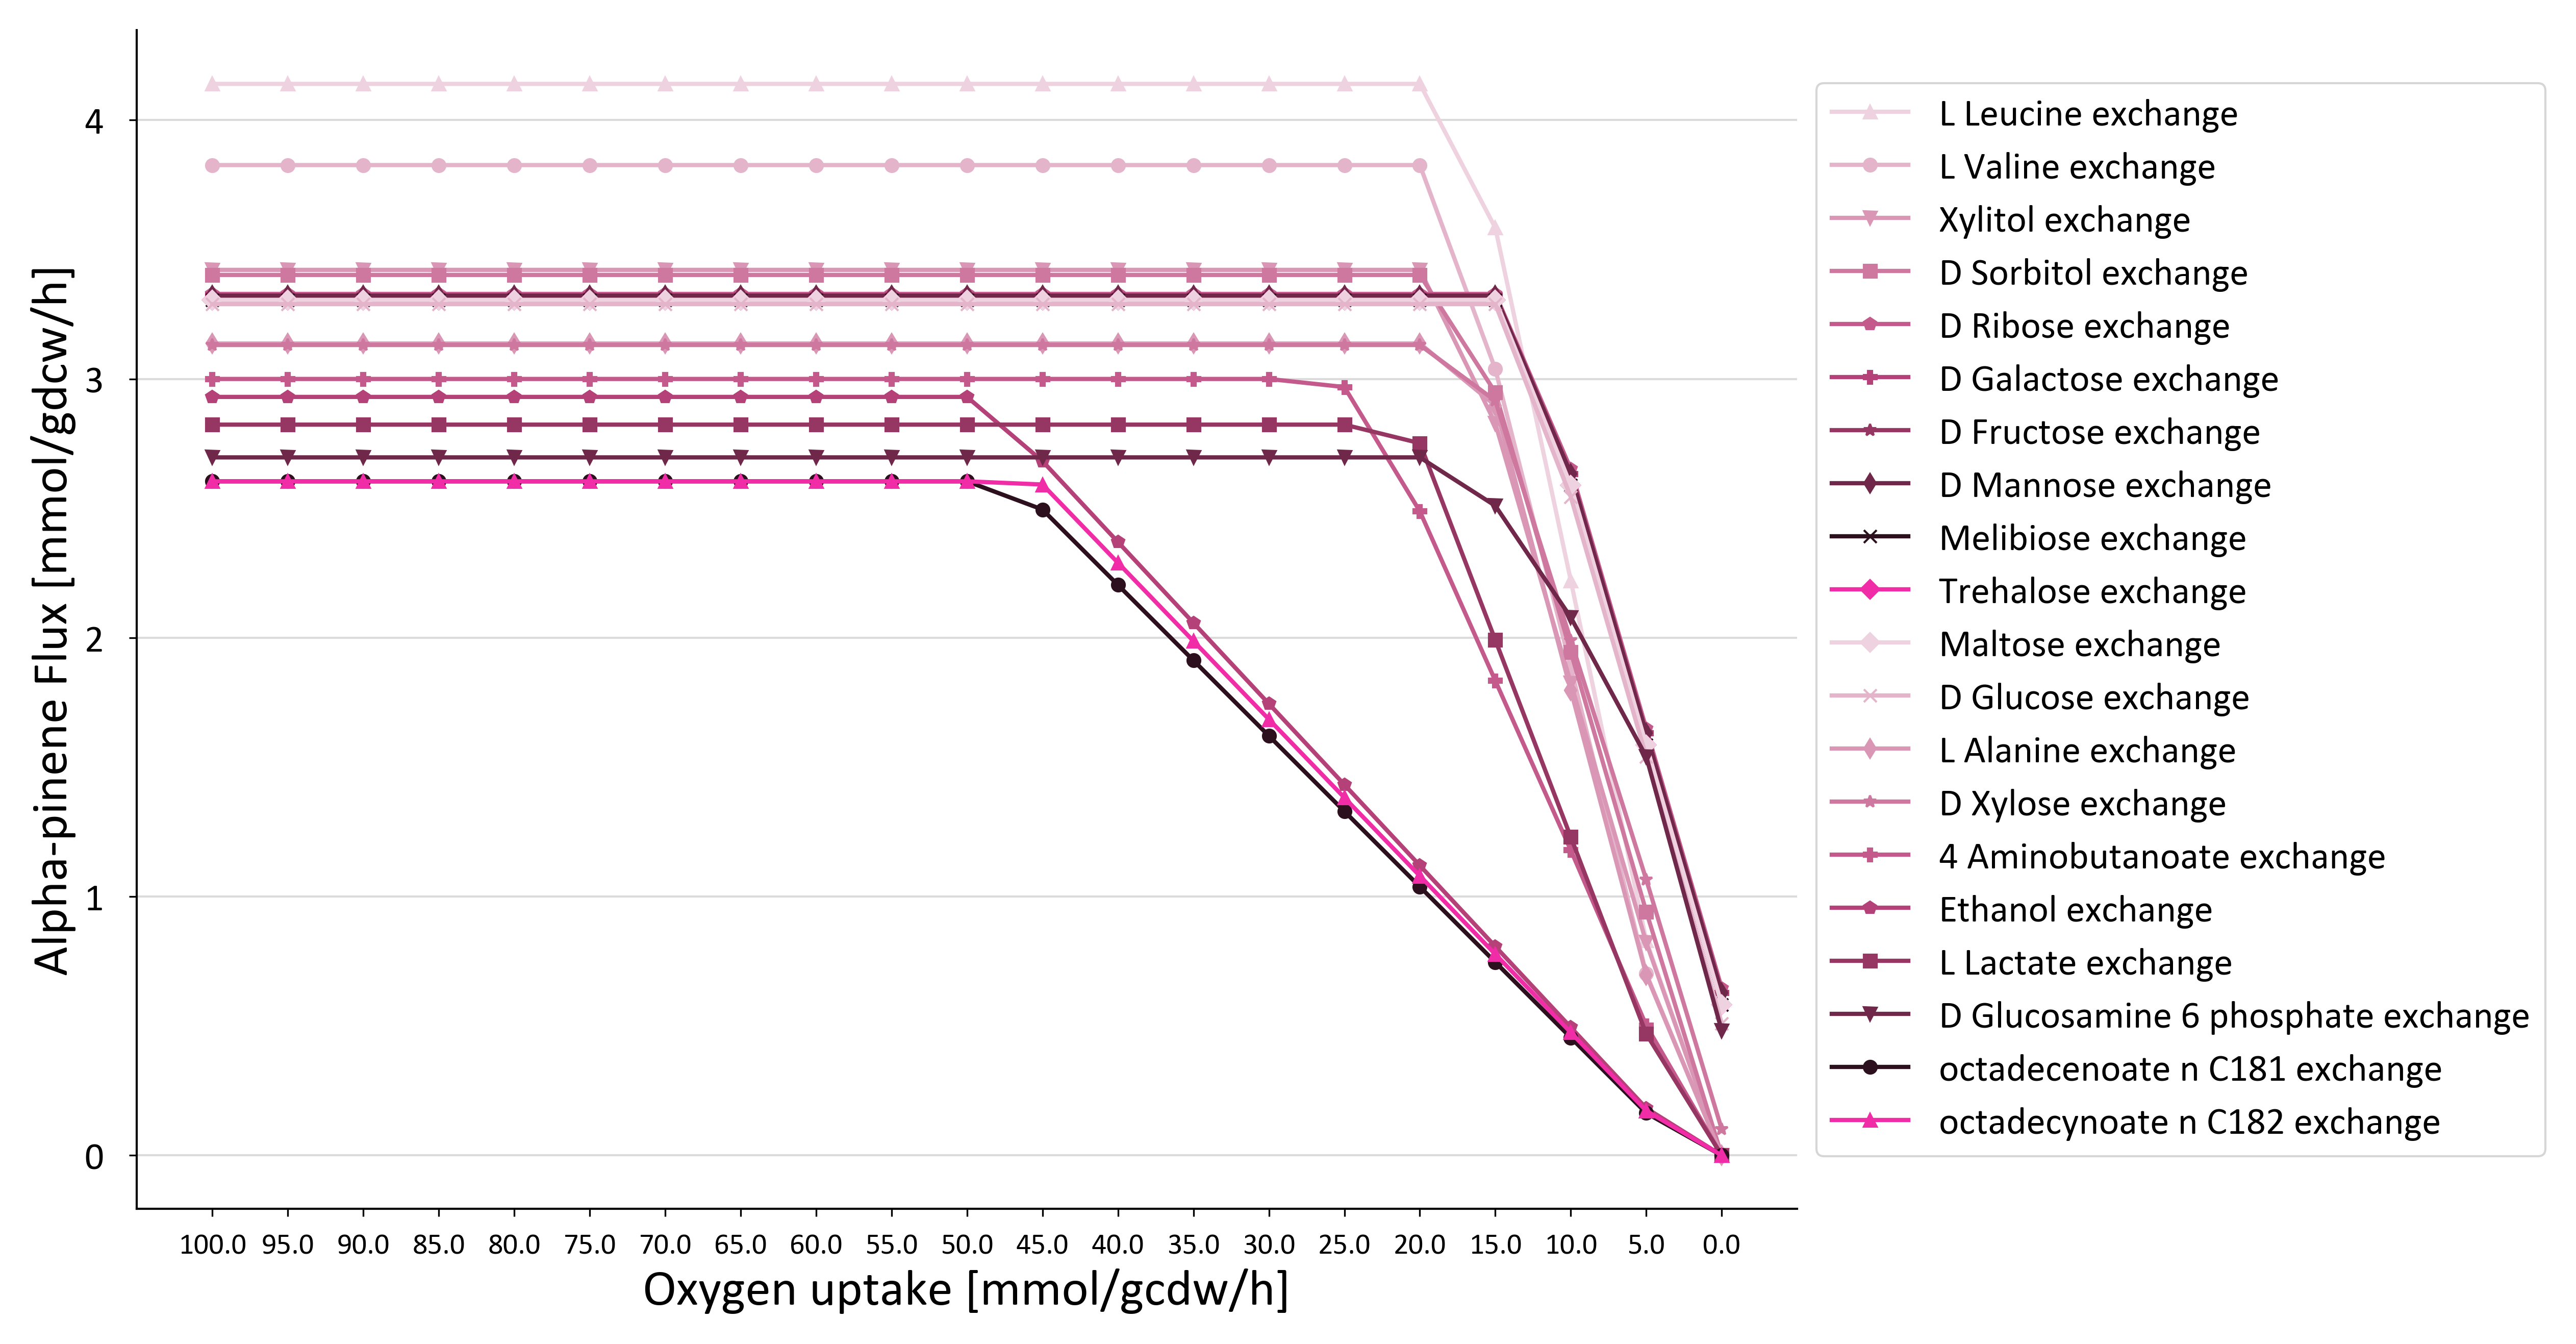 Alpha-pinene Flux [mmol/gdcw/h]
4
3
2
1
0
100.0 95.0 90.0 85.0 80.0 75.0 70.0 65.0 60.0 55.0 50.0 45.0 40.0 35.0 30.0 25.0 20.0 15.0 10.0 5.0 0.0
Oxygen uptake [mmol/gcdw/h]
L Leucine exchange
L Valine exchange
Xylitol exchange
D Sorbitol exchange
D Ribose exchange
D Galactose exchange
D Fructose exchange
D Mannose exchange
Melibiose exchange
Trehalose exchange
Maltose exchange
D Glucose exchange
L Alanine exchange
D Xylose exchange
4 Aminobutanoate exchange
Ethanol exchange
L Lactate exchange
D Glucosamine 6 phosphate exchange
octadecenoate n C181 exchange
octadecynoate n C182 exchange